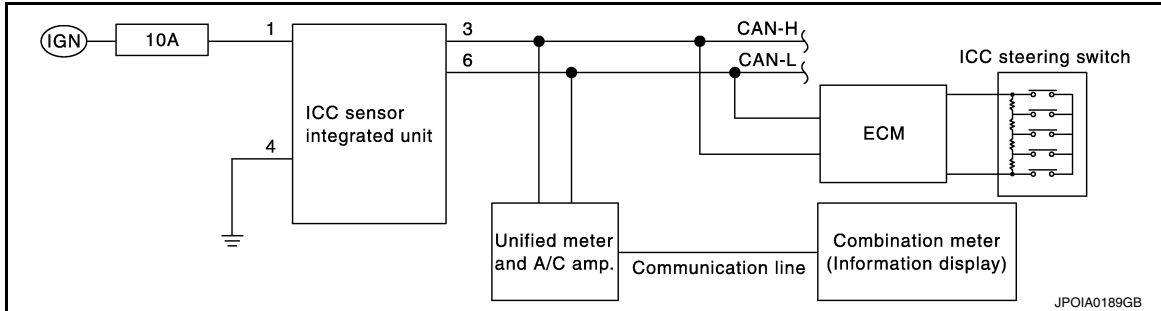 IGN
10A
1
3
CAN-H
6
CAN-L
ICC steering switch
ICC sensor
integrated unit
4
ECM
Unified meter
and A/C amp.
Communication line
Combination meter
(Information display)
JPOIA0189GB